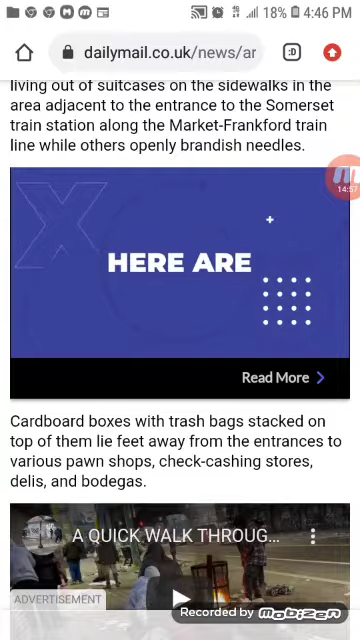 18% 4:46 PM
dailymail.co.uk/news/ar
:D
living out of suitcases on the sidewalks in the
area adjacent to the entrance to the Somerset
train station along the Market-Frankford train
line while others openly brandish needles.
14:57
HERE ARE
Read More
Cardboard boxes with trash bags stacked on
top of them lie feet away from the entrances to
various pawn shops, check-cashing stores,
delis, and bodegas.
A QUICK WALK THROUG...
ADVERTISEMENT
Recorded by mobizen